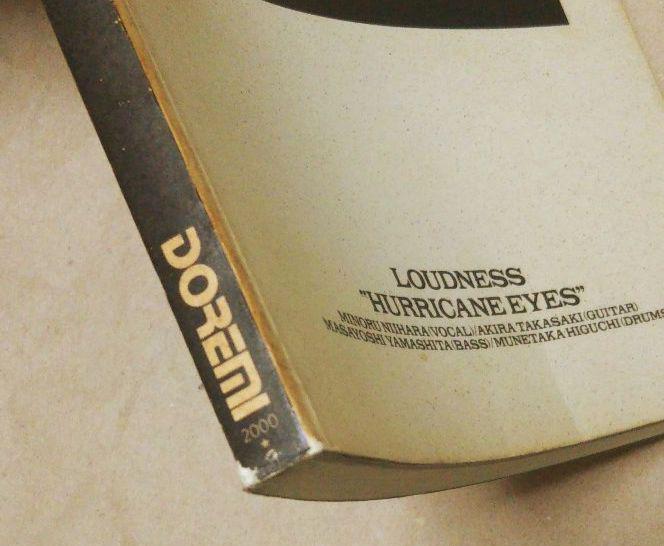 LOUDNESS
"HURRICANE EYES"
MINORU NIIHARA(VOCAL)/AKIRA TAKASAKI(GUITAR)
MASAYOSHI YAMASHITA(BASS)/MUNETAKA HIGUCHI(DRUMS
DOREMI
2000